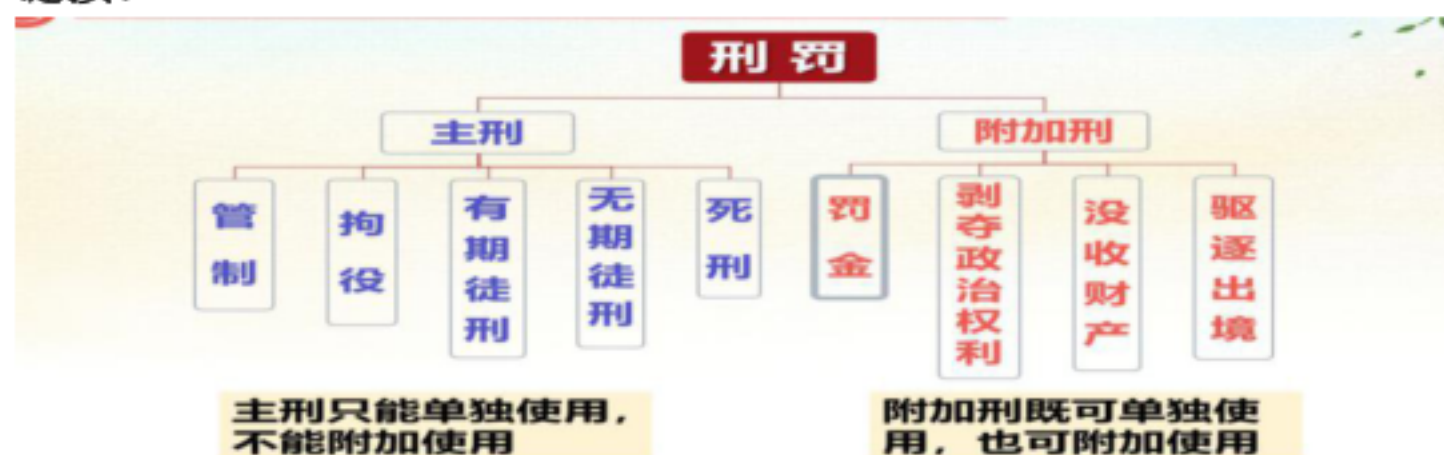 刑罚
主刑
附加刑
管制
拘役
有期徒刑
无期徒刑
死刑
罚金
剥夺政治权利
没收财产
驱逐出境
主刑只能单独使用，
不能附加使用
附加刑既可单独使
用，也可附加使用